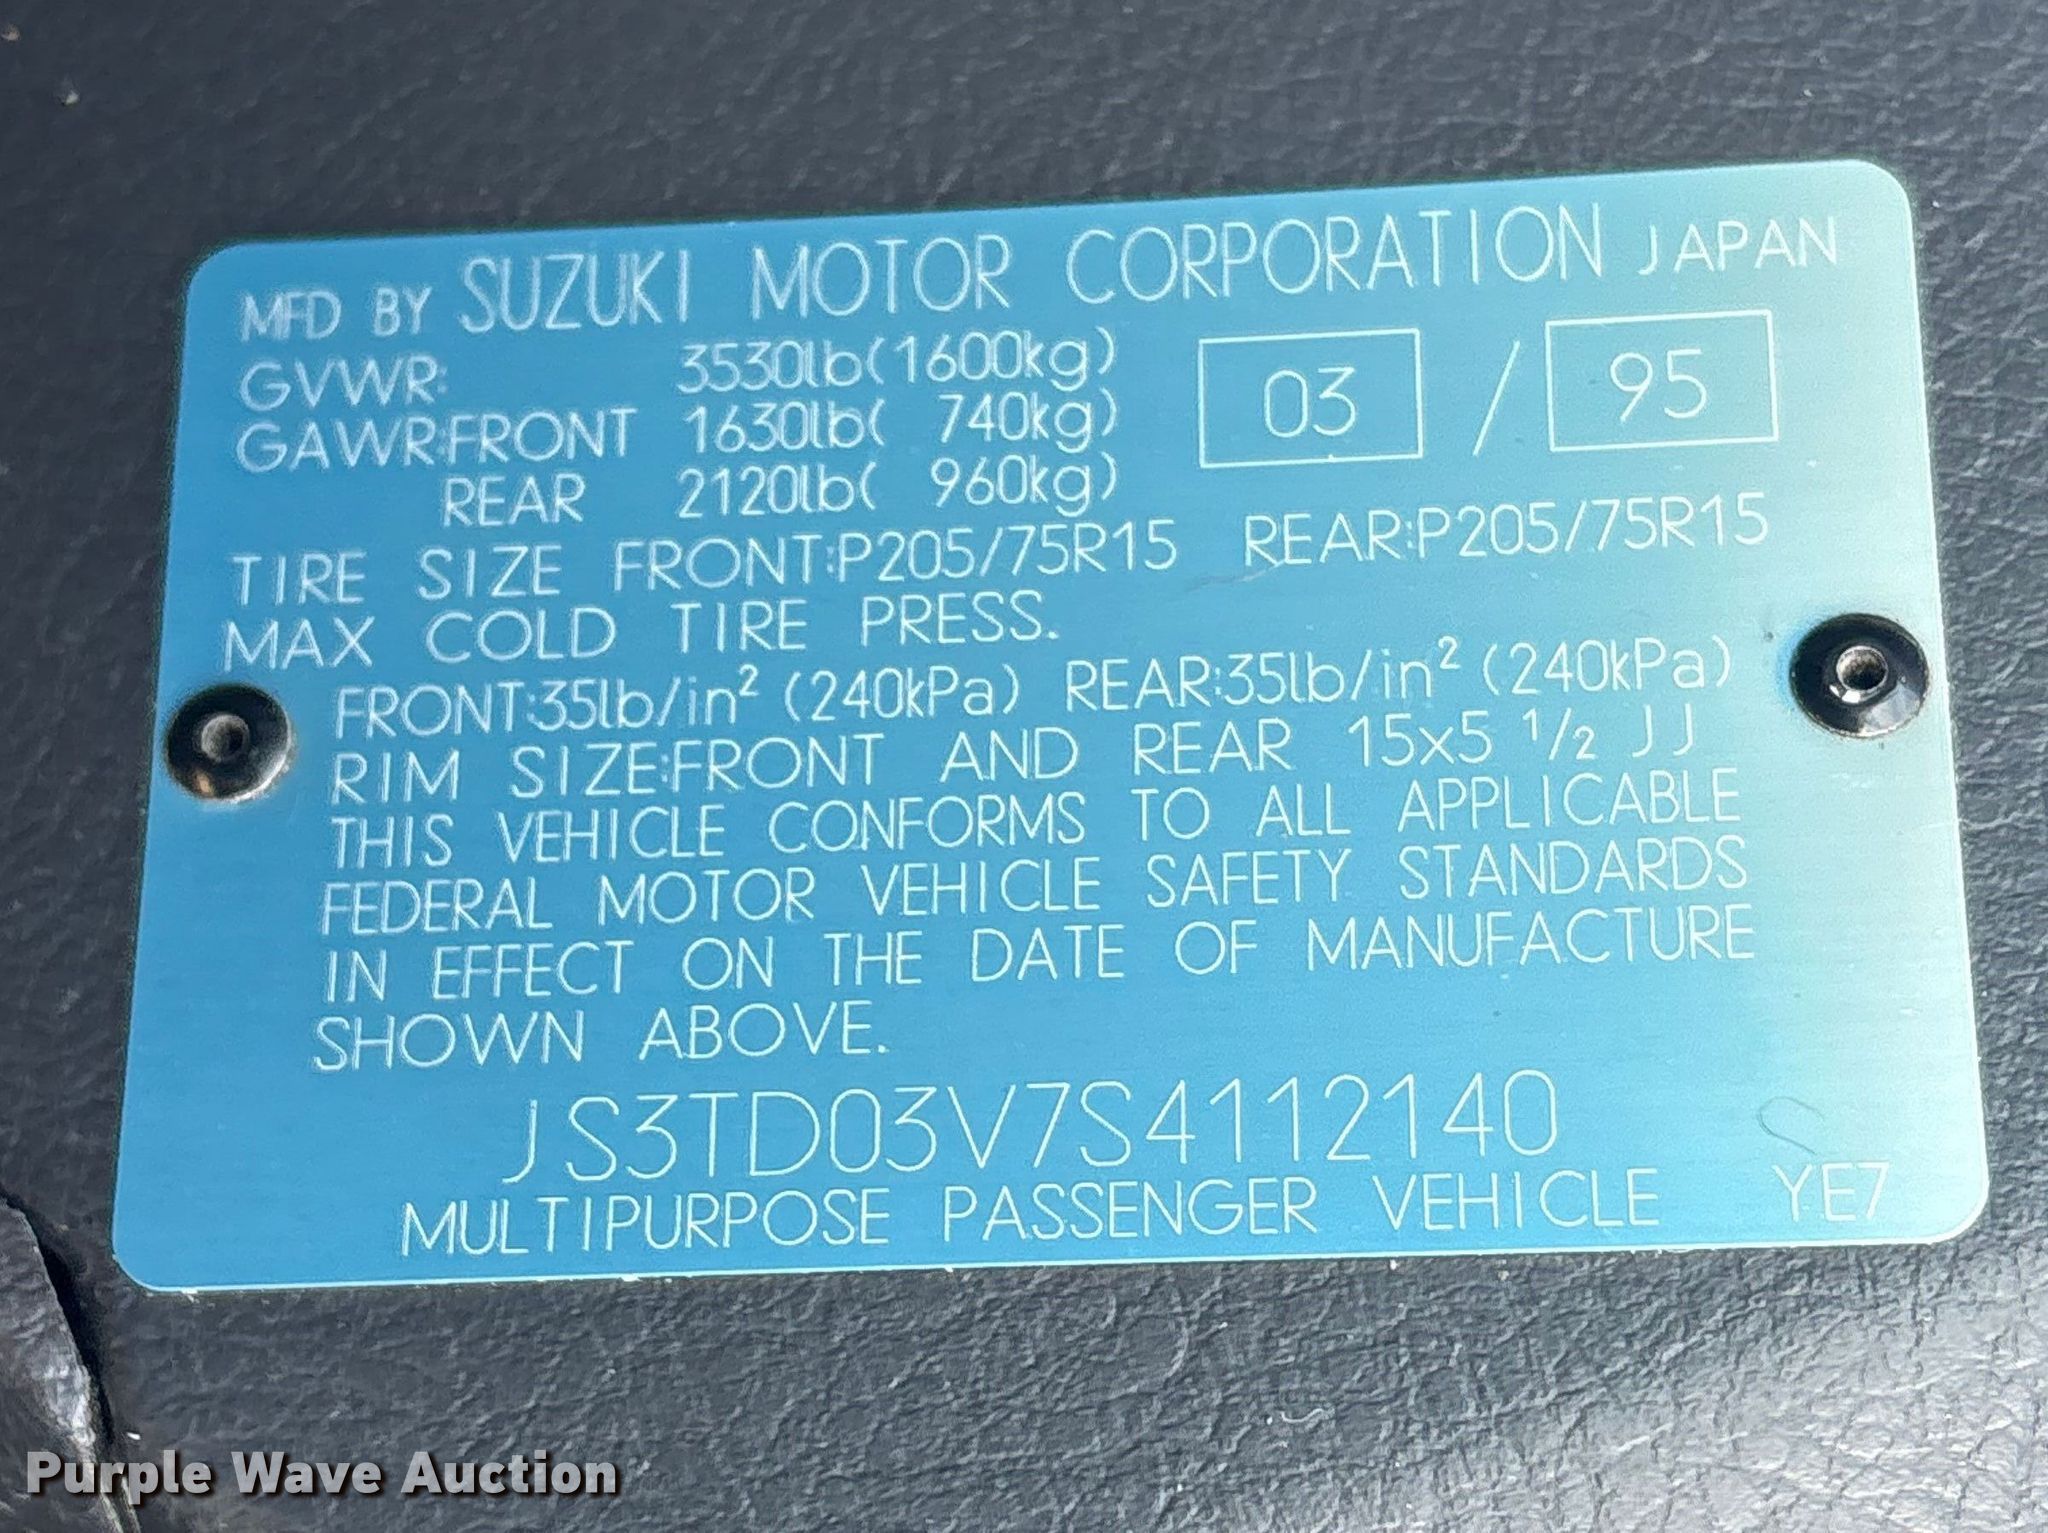 MFD BY SUZUKI MOTOR CORPORATION JAPAN
GVWR: 3530lb(1600kg) 03 / 95
GAWR:FRONT 1630lb( 740kg)
REAR 2120lb( 960kg)
TIRE SIZE FRONT:P205/75R15 REAR:P205/75R15
MAX COLD TIRE PRESS.
FRONT:35lb/in² (240kPa) REAR:35lb/in² (240kPa)
RIM SIZE:FRONT AND REAR 15x5 1/2 JJ
THIS VEHICLE CONFORMS TO ALL APPLICABLE
FEDERAL MOTOR VEHICLE SAFETY STANDARDS
IN EFFECT ON THE DATE OF MANUFACTURE
SHOWN ABOVE.
JS3TD03V7S4112140
MULTIPURPOSE PASSENGER VEHICLE YE7
Purple Wave Auction